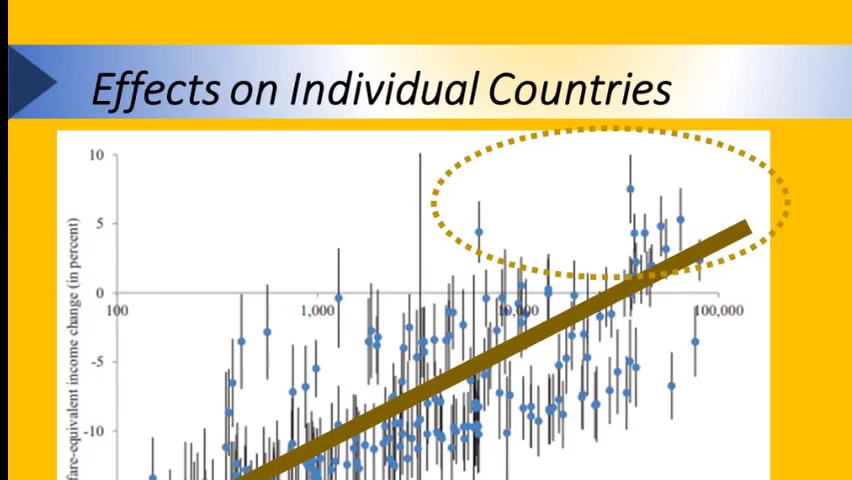 Effects on Individual Countries
10
5
0
100 1,000 10,000 100,000
-5
-10
fare-equivalent income change (in percent)